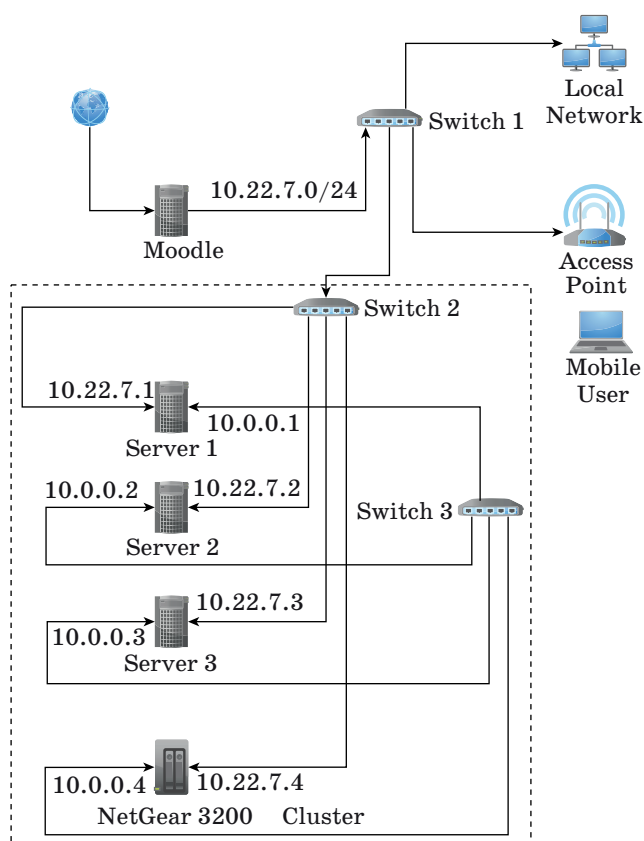 Local
Network
Switch 1
10.22.7.0/24
Moodle
Access
Point
Switch 2
Mobile
User
10.22.7.1
10.0.0.1
Server 1
10.0.0.2
10.22.7.2
Switch 3
Server 2
10.22.7.3
10.0.0.3
Server 3
10.0.0.4
10.22.7.4
NetGear 3200
Cluster